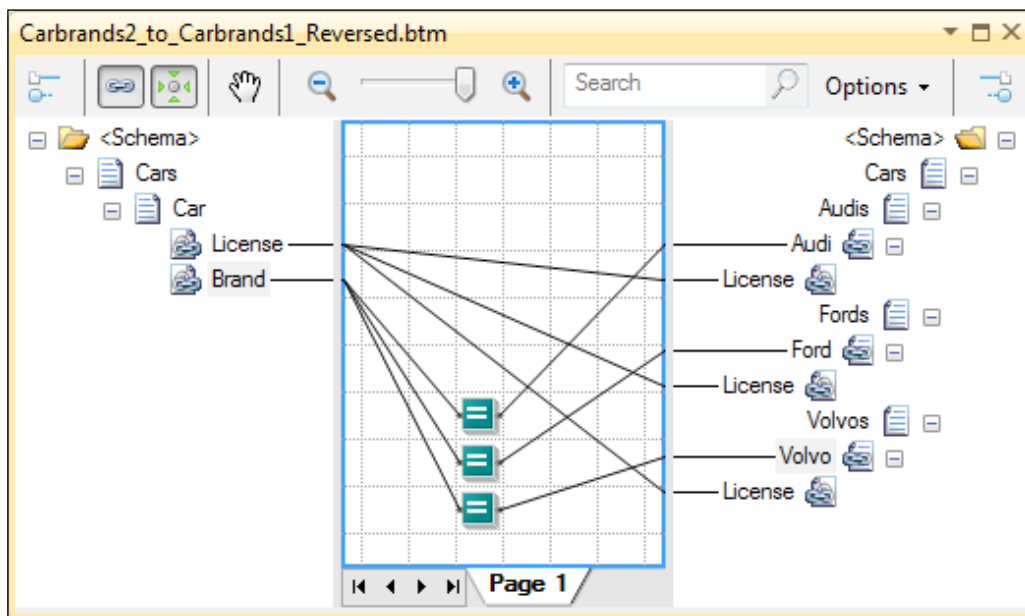 Carbrands2_to_Carbrands1_Reversed.btm
Search
Options
<Schema>
Cars
Car
License
Brand
<Schema>
Cars
Audis
Audi
License
Fords
Ford
License
Volvos
Volvo
License
Page 1